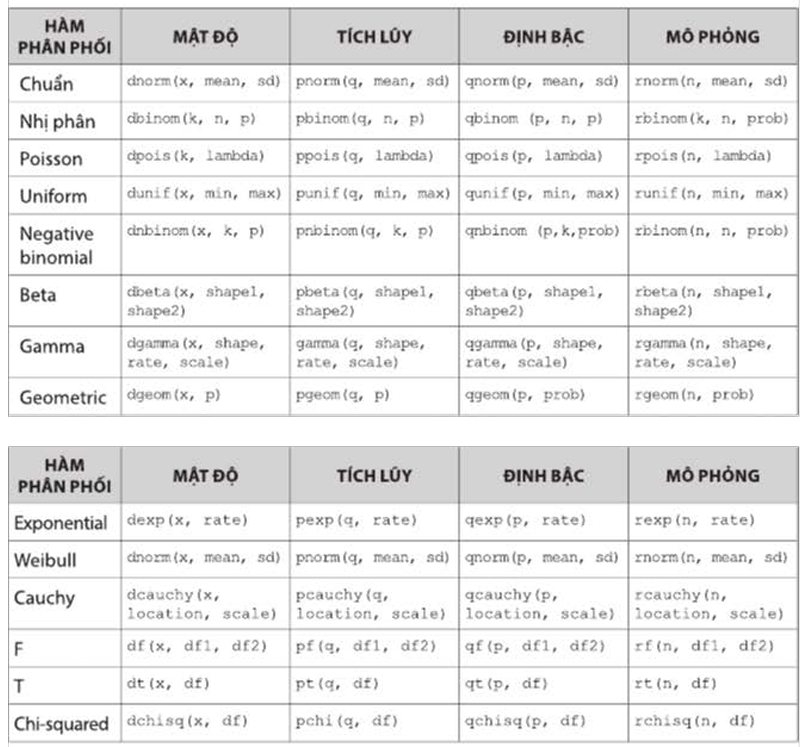 HÀM
PHÂN PHỐI
MẬT ĐỘ
TÍCH LŨY
ĐỊNH BẬC
MÔ PHỎNG
Chuẩn
dnorm(x, mean, sd)
pnorm(q, mean, sd)
qnorm(p, mean, sd)
rnorm(n, mean, sd)
Nhị phân
dbinom(k, n, p)
pbinom(q, n, p)
qbinom (p, n, p)
rbinom(k, n, prob)
Poisson
dpois(k, lambda)
ppois(q, lambda)
qpois(p, lambda)
rpois(n, lambda)
Uniform
dunif(x, min, max)
punif(q, min, max)
qunif(p, min, max)
runif(n, min, max)
Negative
binomial
dnbinom(x, k, p)
pnbinom(q, k, p)
qnbinom (p,k,prob)
rbinom(n, n, prob)
Beta
dbeta(x, shape1,
shape2)
pbeta(q, shape1,
shape2)
qbeta(p, shape1,
shape2)
rbeta(n, shape1,
shape2)
Gamma
dgamma(x, shape,
rate, scale)
gamma(q, shape,
rate, scale)
qgamma(p, shape,
rate, scale)
rgamma(n, shape,
rate, scale)
Geometric
dgeom(x, p)
pgeom(q, p)
qgeom(p, prob)
rgeom(n, prob)
HÀM
PHÂN PHỐI
MẬT ĐỘ
TÍCH LŨY
ĐỊNH BẬC
MÔ PHỎNG
Exponential
dexp(x, rate)
pexp(q, rate)
qexp(p, rate)
rexp(n, rate)
Weibull
dnorm(x, mean, sd)
pnorm(q, mean, sd)
qnorm(p, mean, sd)
rnorm(n, mean, sd)
Cauchy
dcauchy(x,
location, scale)
pcauchy(q,
location, scale)
qcauchy(p,
location, scale)
rcauchy(n,
location, scale)
F
df(x, df1, df2)
pf(q, df1, df2)
qf(p, df1, df2)
rf(n, df1, df2)
T
dt(x, df)
pt(q, df)
qt(p, df)
rt(n, df)
Chi-squared
dchisq(x, df)
pchi(q, df)
qchisq(p, df)
rchisq(n, df)